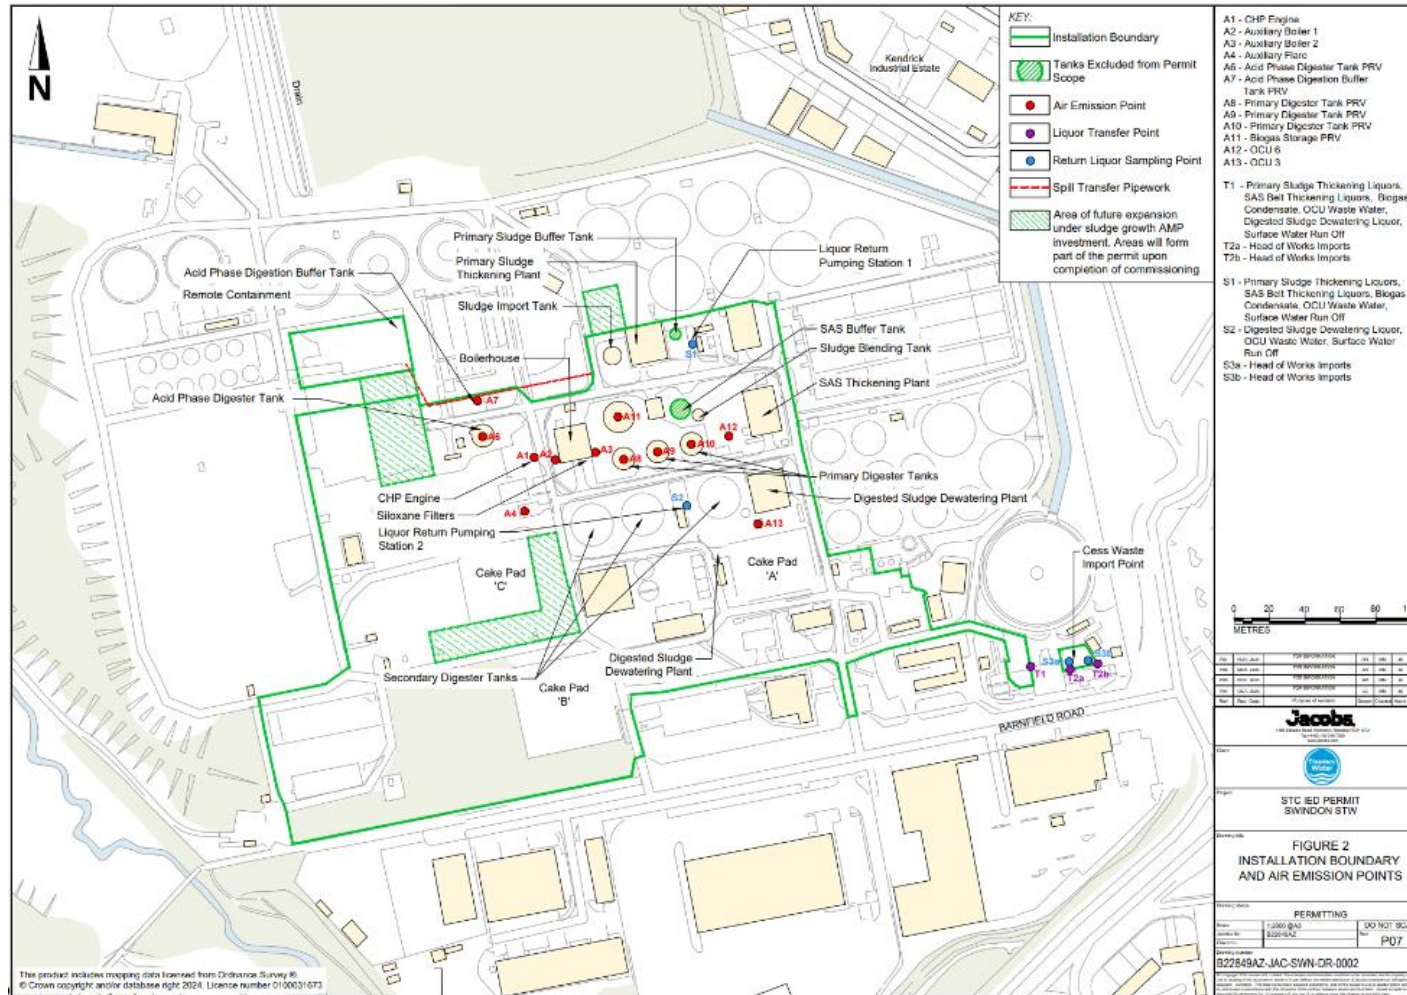 N
Drain
Kendrick
Industrial Estate
KEY:
Installation Boundary
Tanks Excluded from Permit
Scope
Air Emission Point
Liquor Transfer Point
Return Liquor Sampling Point
Spill Transfer Pipework
Area of future expansion
under sludge growth AMP
investment. Areas will form
part of the permit upon
completion of commissioning
A1 - CHP Engine
A2 - Auxiliary Boiler 1
A3 - Auxiliary Boiler 2
A4 - Auxiliary Flare
A6 - Acid Phase Digester Tank PRV
A7 - Acid Phase Digestion Buffer
Tank PRV
A8 - Primary Digester Tank PRV
A9 - Primary Digester Tank PRV
A10 - Primary Digester Tank PRV
A11 - Biogas Storage PRV
A12 - OCU 6
A13 - OCU 3
T1 - Primary Sludge Thickening Liquors,
SAS Belt Thickening Liquors, Biogas
Condensate, OCU Waste Water,
Digested Sludge Dewatering Liquor,
Surface Water Run Off
T2a - Head of Works Imports
T2b - Head of Works Imports
S1 - Primary Sludge Thickening Liquors,
SAS Belt Thickening Liquors, Biogas
Condensate, OCU Waste Water,
Surface Water Run Off
S2 - Digested Sludge Dewatering Liquor,
OCU Waste Water, Surface Water
Run Off
S3a - Head of Works Imports
S3b - Head of Works Imports
Primary Sludge Buffer Tank
Primary Sludge
Thickening Plant
Sludge Import Tank
Liquor Return
Pumping Station 1
Acid Phase Digestion Buffer Tank
Remote Containment
Boilerhouse
Acid Phase Digester Tank
SAS Buffer Tank
Sludge Blending Tank
SAS Thickening Plant
S1
A7
A11
A6
A12
A10
A1
A2
A3
A8
A9
Primary Digester Tanks
CHP Engine
Siloxane Filters
Liquor Return Pumping
Station 2
A4
S2
Digested Sludge Dewatering Plant
A13
Cess Waste
Import Point
Cake Pad
'C'
Cake Pad
'A'
Digested Sludge
Dewatering Plant
Secondary Digester Tanks
Cake Pad
'B'
T1
S3a
S3b
T2a
T2b
BARNFIELD ROAD
0 20 40 60 80
METRES
Jacobs
Thames
Water
STC IED PERMIT
SWINDON STW
FIGURE 2
INSTALLATION BOUNDARY
AND AIR EMISSION POINTS
PERMITTING
1:2000 @A3
B22849AZ
P07
B22849AZ-JAC-SWN-DR-0002
This product includes mapping data licensed from Ordnance Survey ®.
© Crown copyright and/or database right 2024. Licence number 0100031673